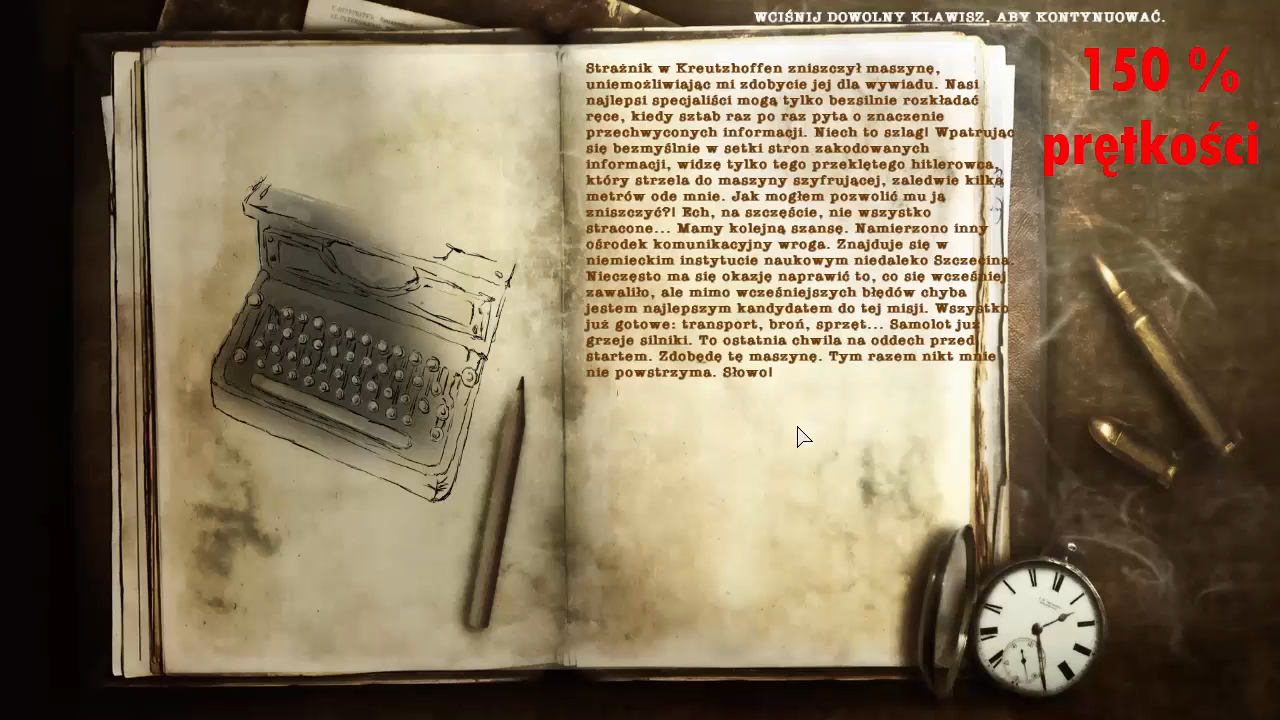 WCIŚNIJ DOWOLNY KLAWISZ, ABY KONTYNUOWAĆ.
150 %
prętkości
Strażnik w Kreutzhoffen zniszczył maszynę,
uniemożliwiając mi zdobycie jej dla wywiadu. Nasi
najlepsi specjaliści mogą tylko bezsilnie rozkładać
ręce, kiedy sztab raz po raz pyta o znaczenie
przechwyconych informacji. Niech to szlag! Wpatrując
się bezmyślnie w setki stron zakodowanych
informacji, widzę tylko tego przeklętego hitlerowca,
który strzela do maszyny szyfrującej, zaledwie kilka
metrów ode mnie. Jak mogłem pozwolić mu ją
zniszczyć?! Ech, na szczęście, nie wszystko
stracone... Mamy kolejną szansę. Namierzono inny
ośrodek komunikacyjny wroga. Znajduje się w
niemieckim instytucie naukowym niedaleko Szczecina.
Nieczęsto ma się okazję naprawić to, co się wcześniej
zawaliło, ale mimo wcześniejszych błędów chyba
jestem najlepszym kandydatem do tej misji. Wszystko
już gotowe: transport, broń, sprzęt... Samolot już
grzeje silniki. To ostatnia chwila na oddech przed
startem. Zdobędę tę maszynę. Tym razem nikt mnie
nie powstrzyma. Słowo!